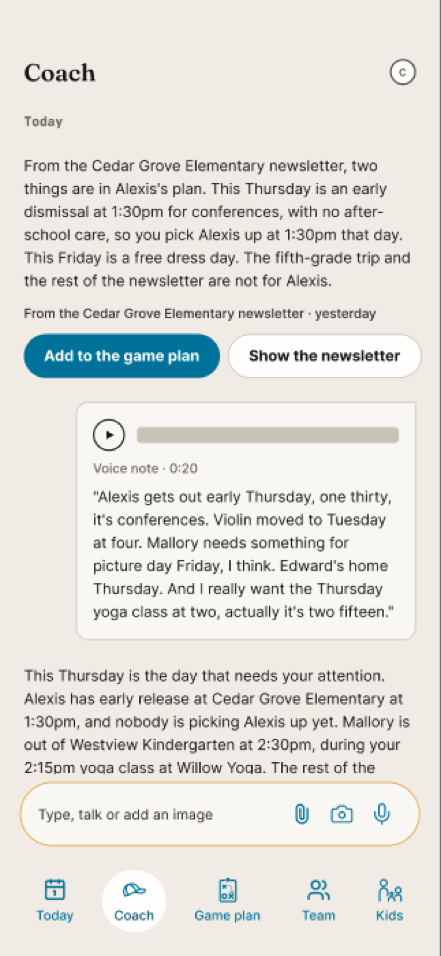 Coach
C
Today
From the Cedar Grove Elementary newsletter, two
things are in Alexis's plan. This Thursday is an early
dismissal at 1:30pm for conferences, with no after-
school care, so you pick Alexis up at 1:30pm that day.
This Friday is a free dress day. The fifth-grade trip and
the rest of the newsletter are not for Alexis.
From the Cedar Grove Elementary newsletter · yesterday
Add to the game plan
Show the newsletter
Voice note · 0:20
"Alexis gets out early Thursday, one thirty,
it's conferences. Violin moved to Tuesday
at four. Mallory needs something for
picture day Friday, I think. Edward's home
Thursday. And I really want the Thursday
yoga class at two, actually it's two fifteen."
This Thursday is the day that needs your attention.
Alexis has early release at Cedar Grove Elementary at
1:30pm, and nobody is picking Alexis up yet. Mallory is
out of Westview Kindergarten at 2:30pm, during your
2:15pm yoga class at Willow Yoga. The rest of the
Type, talk or add an image
1
Today
Coach
Game plan
Team
Kids